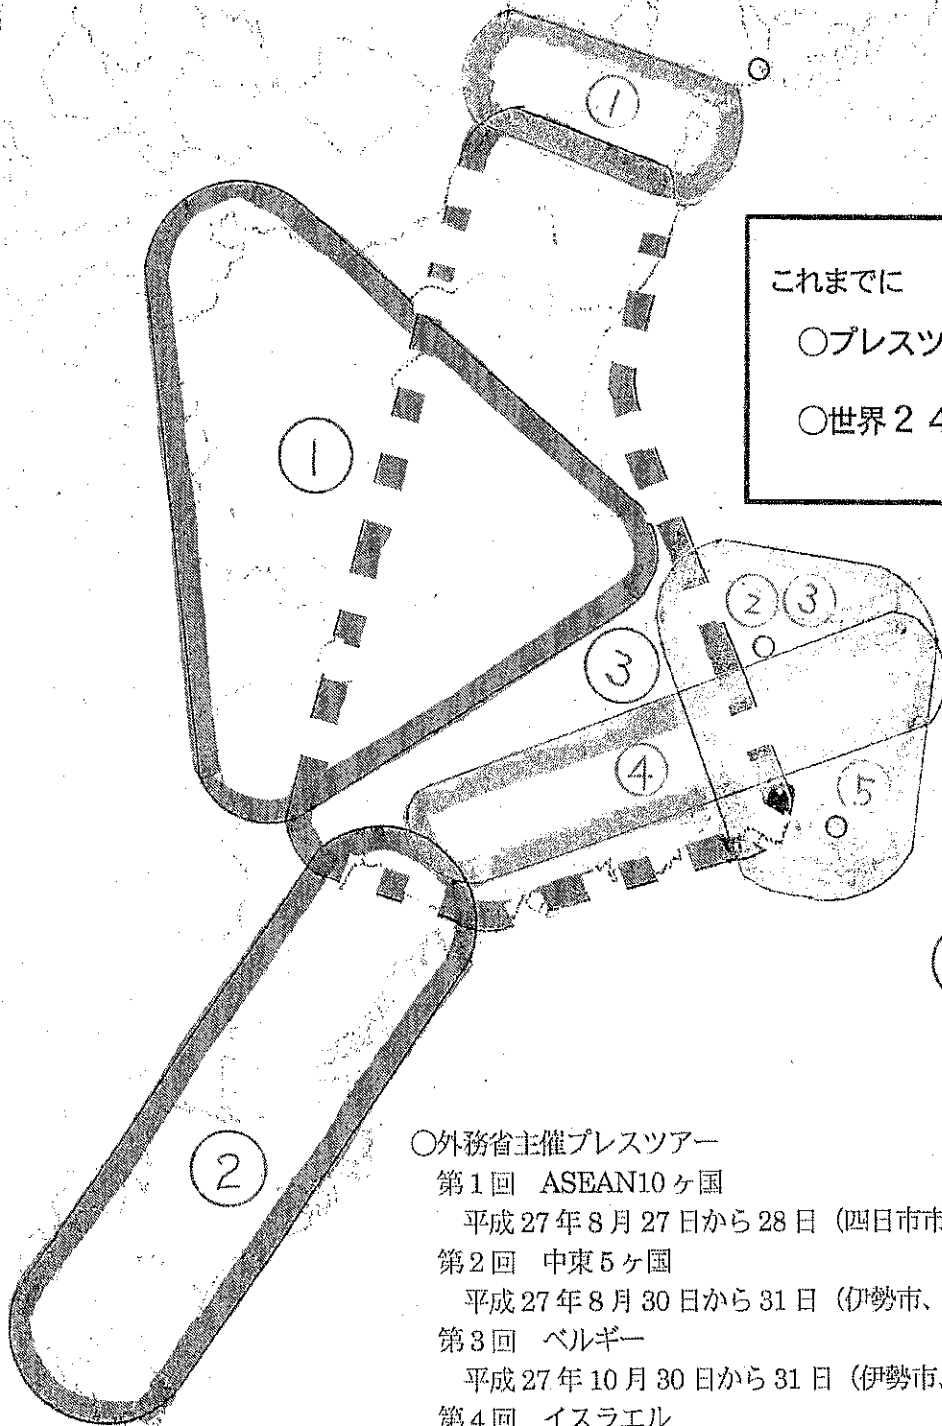 ①
これまでに
○プレスツ
○世界24
①
②③
③
④
⑤
②
○外務省主催プレスツアー
第1回 ASEAN10ヶ国
平成27年8月27日から28日(四日市市
第2回 中東5ヶ国
平成27年8月30日から31日(伊勢市、
第3回 ベルギー
平成27年10月30日から31日(伊勢市、
第4回 イスラエル